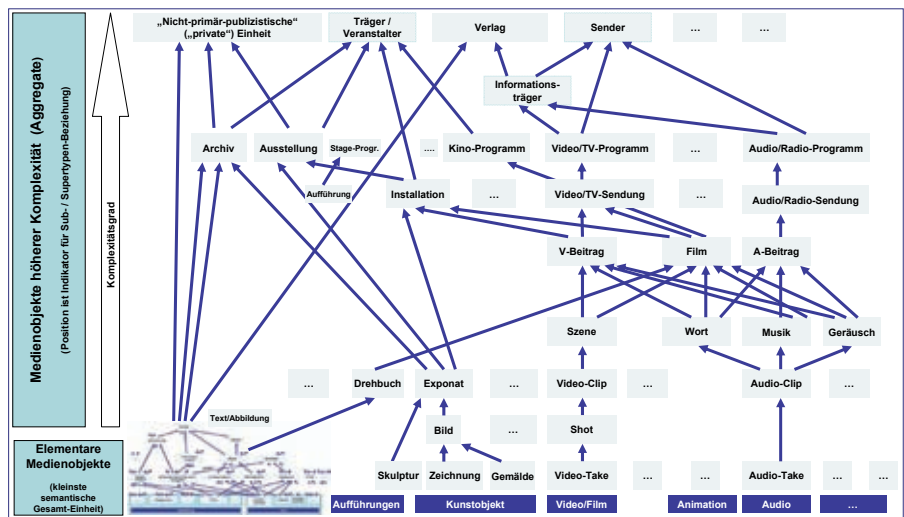 „Nicht-primär-publizistische"
(„private") Einheit
Träger /
Veranstalter
Verlag
Sender
...
...
Informations-
träger
Archiv
Ausstellung
Stage-Progr.
....
Kino-Programm
Video/TV-Programm
...
Audio/Radio-Programm
Aufführung
Installation
...
Video/TV-Sendung
...
Audio/Radio-Sendung
V-Beitrag
Film
A-Beitrag
Szene
Wort
Musik
Geräusch
...
Drehbuch
Exponat
...
Video-Clip
...
Audio-Clip
...
Text/Abbildung
Bild
...
Shot
Skulptur
Zeichnung
Gemälde
Video-Take
...
...
Audio-Take
...
...
Aufführungen
Kunstobjekt
Video/Film
Animation
Audio
...
Medienobjekte höherer Komplexität (Aggregate)
(Position ist Indikator für Sub- / Supertypen-Beziehung)
Komplexitätsgrad
Elementare
Medienobjekte
(kleinste
semantische
Gesamt-Einheit)